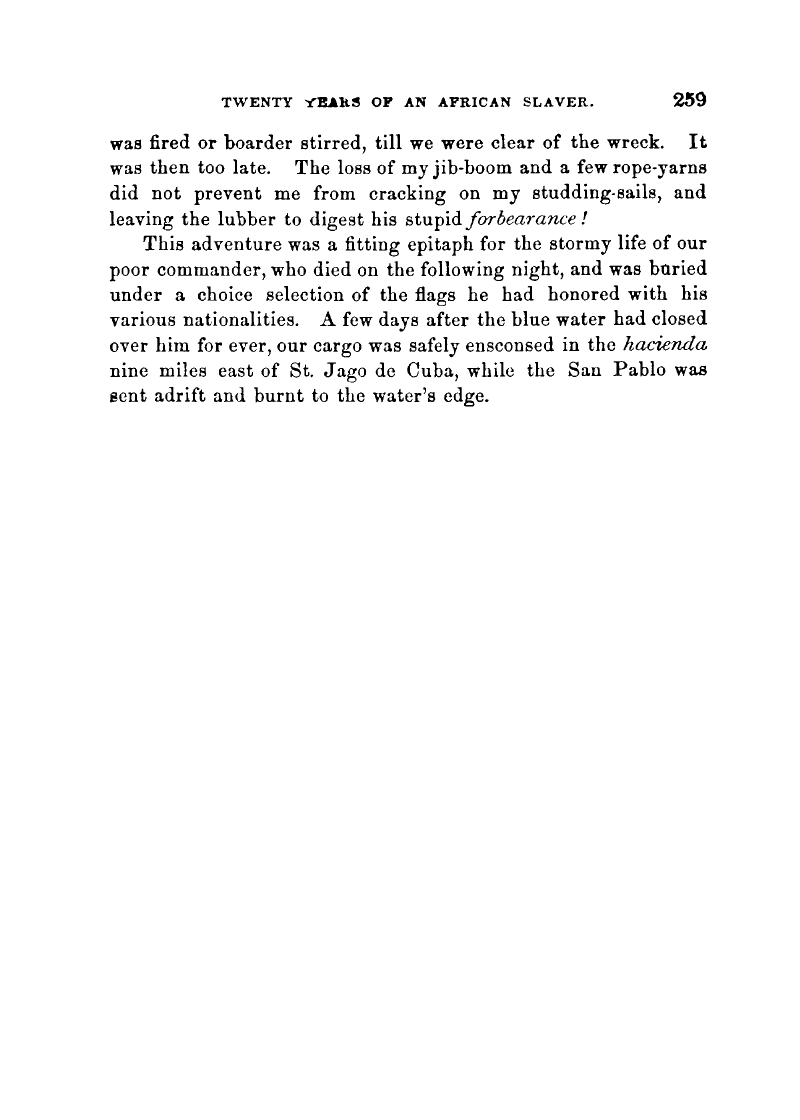 TWENTY YEARS OF AN AFRICAN SLAVER. 259
was fired or boarder stirred, till we were clear of the wreck. It
was then too late. The loss of my jib-boom and a few rope-yarns
did not prevent me from cracking on my studding-sails, and
leaving the lubber to digest his stupid forbearance !
This adventure was a fitting epitaph for the stormy life of our
poor commander, who died on the following night, and was buried
under a choice selection of the flags he had honored with his
various nationalities. A few days after the blue water had closed
over him for ever, our cargo was safely ensconsed in the hacienda
nine miles east of St. Jago de Cuba, while the San Pablo was
sent adrift and burnt to the water's edge.